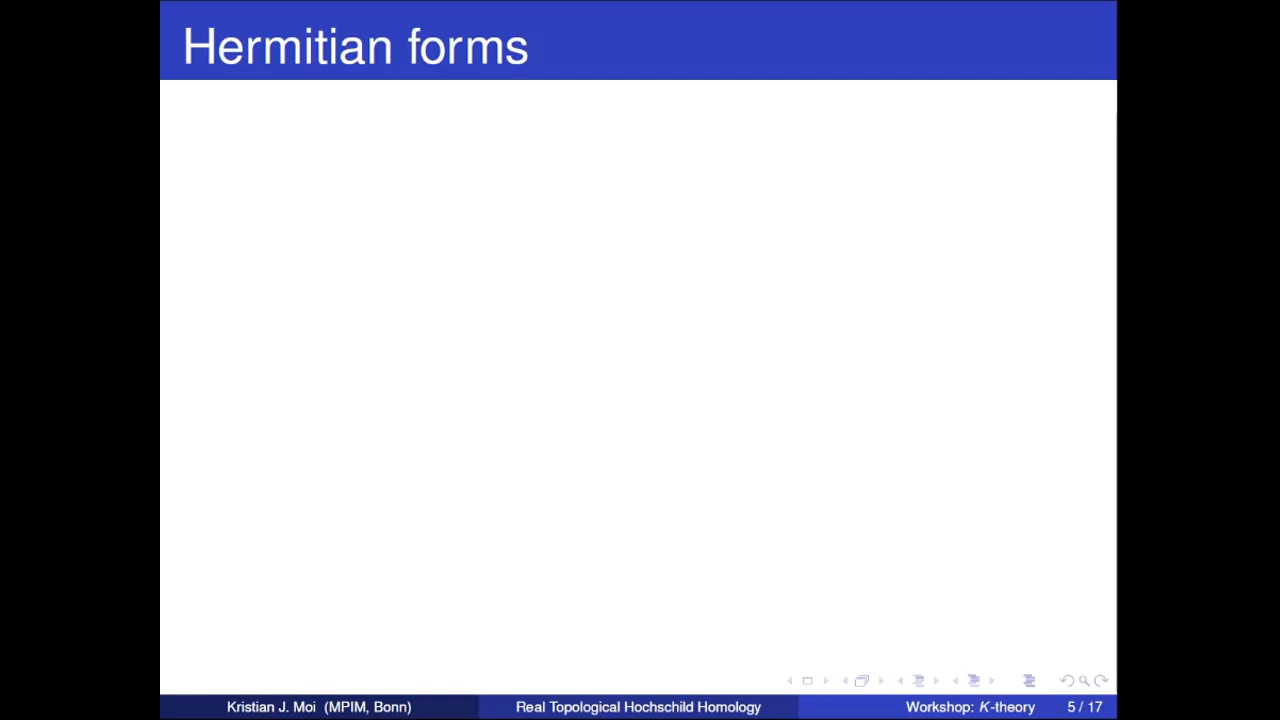 Hermitian forms
Kristian J. Moi (MPIM, Bonn) Real Topological Hochschild Homology Workshop: K-theory 5 / 17